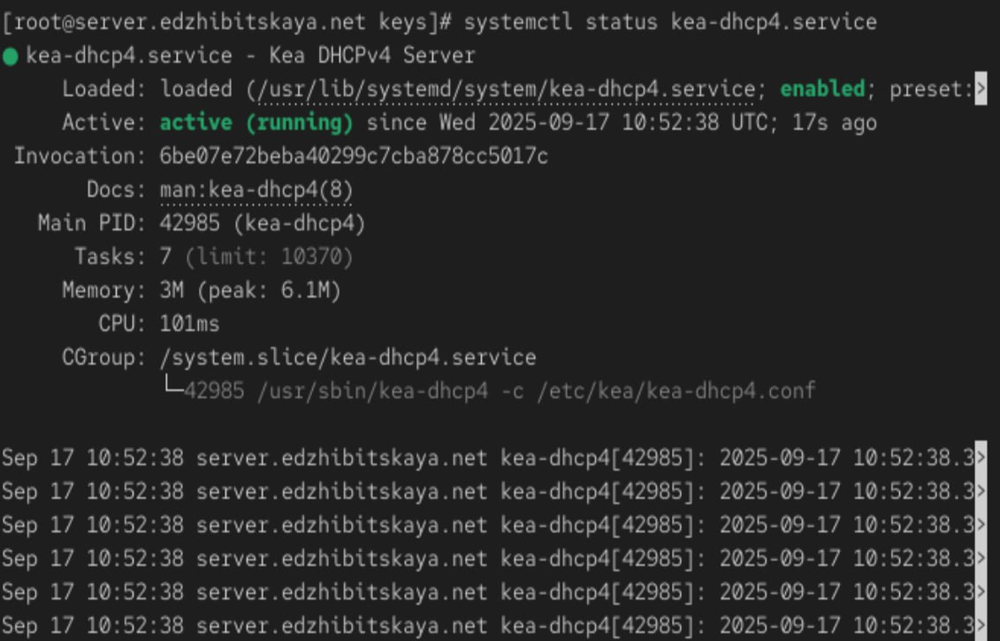 [root@server.edzhibitskaya.net keys]# systemctl status kea-dhcp4.service
● kea-dhcp4.service - Kea DHCPv4 Server
     Loaded: loaded (/usr/lib/systemd/system/kea-dhcp4.service; enabled; preset:>
     Active: active (running) since Wed 2025-09-17 10:52:38 UTC; 17s ago
 Invocation: 6be07e72beba40299c7cba878cc5017c
       Docs: man:kea-dhcp4(8)
   Main PID: 42985 (kea-dhcp4)
      Tasks: 7 (limit: 10370)
     Memory: 3M (peak: 6.1M)
        CPU: 101ms
     CGroup: /system.slice/kea-dhcp4.service
             └─42985 /usr/sbin/kea-dhcp4 -c /etc/kea/kea-dhcp4.conf

Sep 17 10:52:38 server.edzhibitskaya.net kea-dhcp4[42985]: 2025-09-17 10:52:38.3>
Sep 17 10:52:38 server.edzhibitskaya.net kea-dhcp4[42985]: 2025-09-17 10:52:38.3>
Sep 17 10:52:38 server.edzhibitskaya.net kea-dhcp4[42985]: 2025-09-17 10:52:38.3>
Sep 17 10:52:38 server.edzhibitskaya.net kea-dhcp4[42985]: 2025-09-17 10:52:38.3>
Sep 17 10:52:38 server.edzhibitskaya.net kea-dhcp4[42985]: 2025-09-17 10:52:38.3>
Sep 17 10:52:38 server.edzhibitskaya.net kea-dhcp4[42985]: 2025-09-17 10:52:38.3>